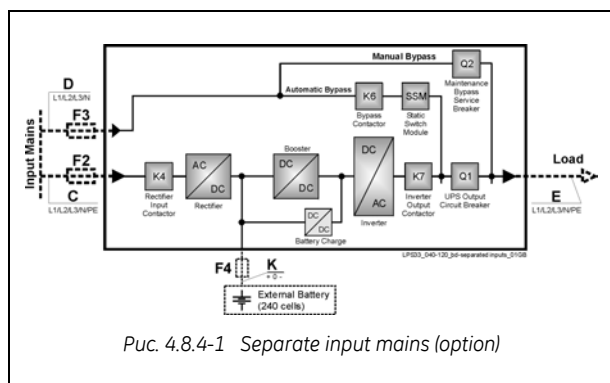 Manual Bypass
Q2
Maintenance
Bypass
Service
Breaker
D
L1/L2/L3/N
Automatic Bypass
K6
SSM
Bypass
Contactor
Static
Switch
Module
Input Mains
F3
F2
C
L1/L2/L3/N/PE
K4
Rectifier
Input
Contactor
AC
DC
Rectifier
Booster
DC
DC
DC
DC
Battery Charge
DC
AC
Inverter
K7
Inverter
Output
Contactor
Q1
UPS Output
Circuit Breaker
Load
E
L1/L2/L3/N/PE
LPS33_040-120_bd-separated inputs_01GB
F4
K
+ 0 -
External Battery
(240 cells)
Рис. 4.8.4-1 Separate input mains (option)